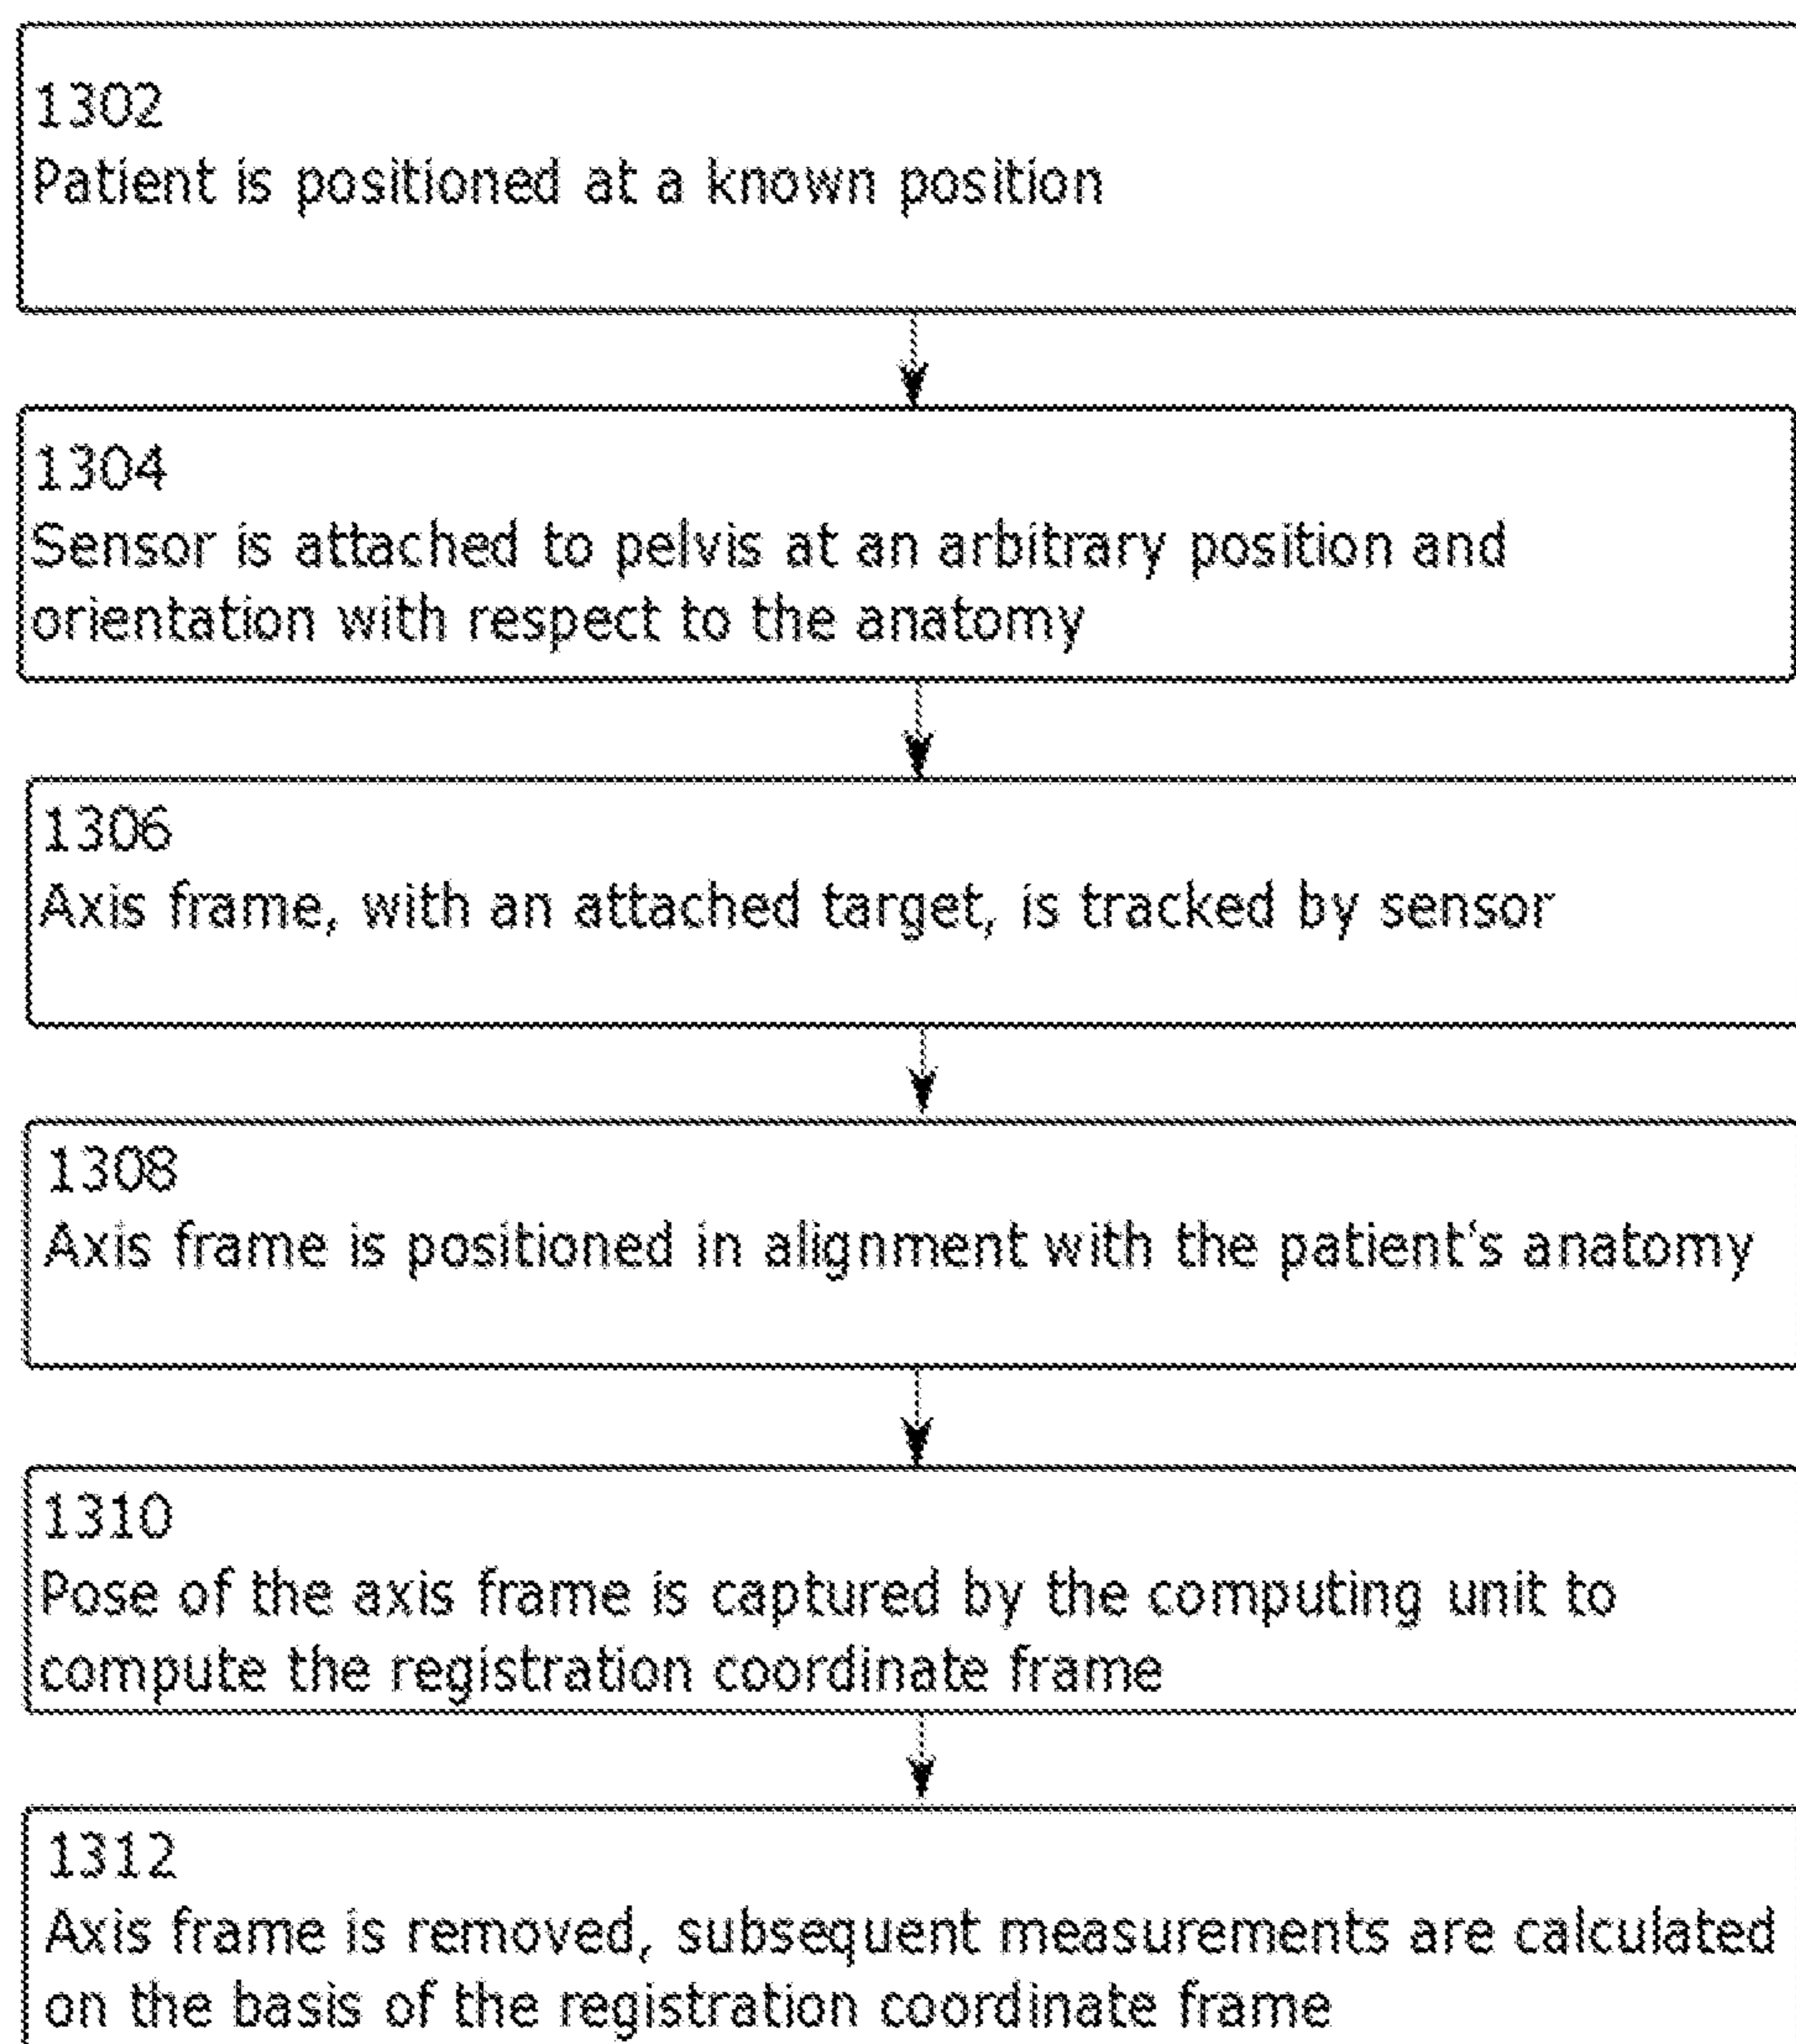 1302
Patient is positioned at a known position
1304
Sensor is attached to pelvis at an arbitrary position and
orientation with respect to the anatomy
1306
Axis frame, with an attached target, is tracked by sensor
1308
Axis frame is positioned in alignment with the patient's anatomy
1310
Pose of the axis frame is captured by the computing unit to
compute the registration coordinate frame
1312
Axis frame is removed, subsequent measurements are calculated
on the basis of the registration coordinate frame